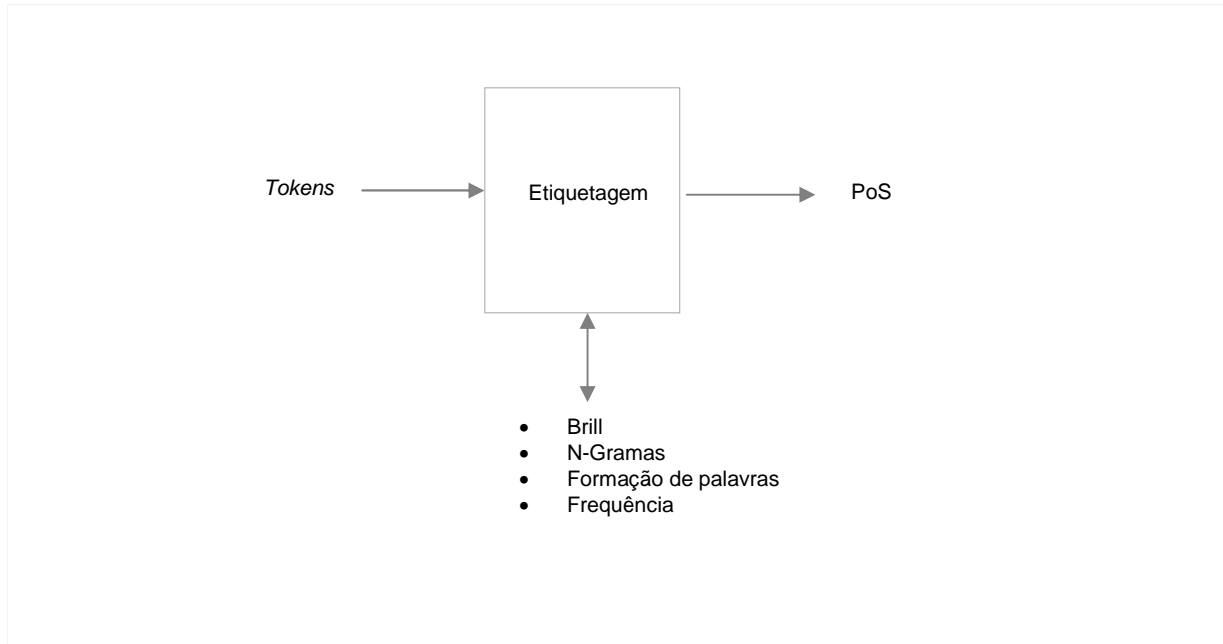 Tokens
Etiquetagem
PoS
• Brill
• N-Gramas
• Formação de palavras
• Frequência